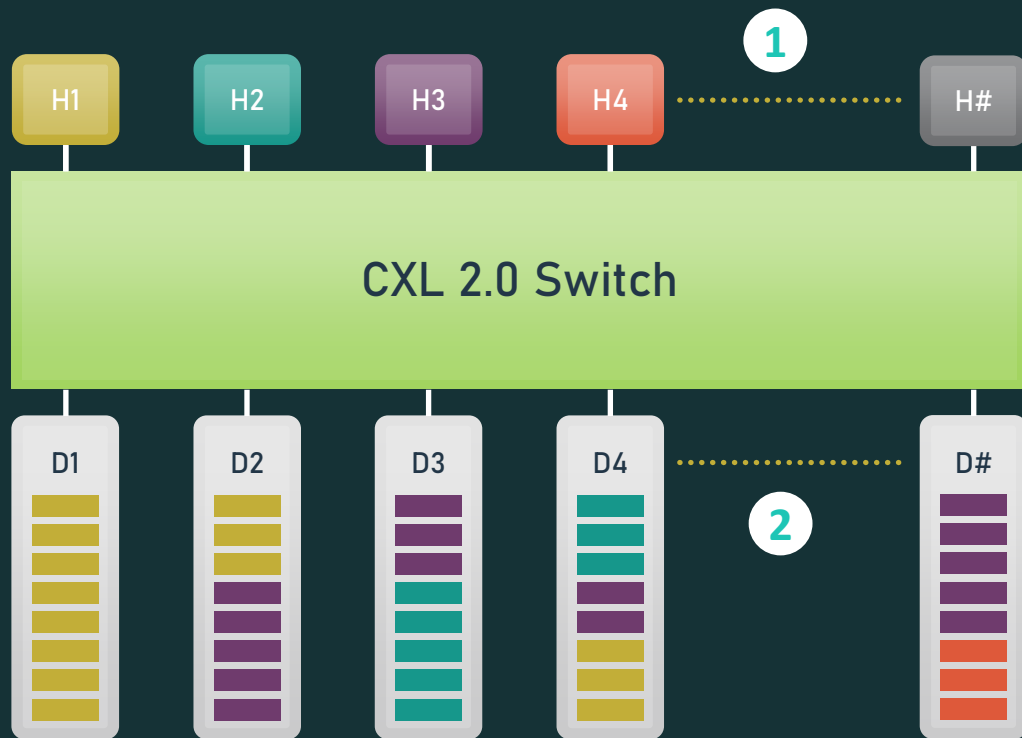 1
H1 H2 H3 H4 H#
CXL 2.0 Switch
D1 D2 D3 D4 D#
2